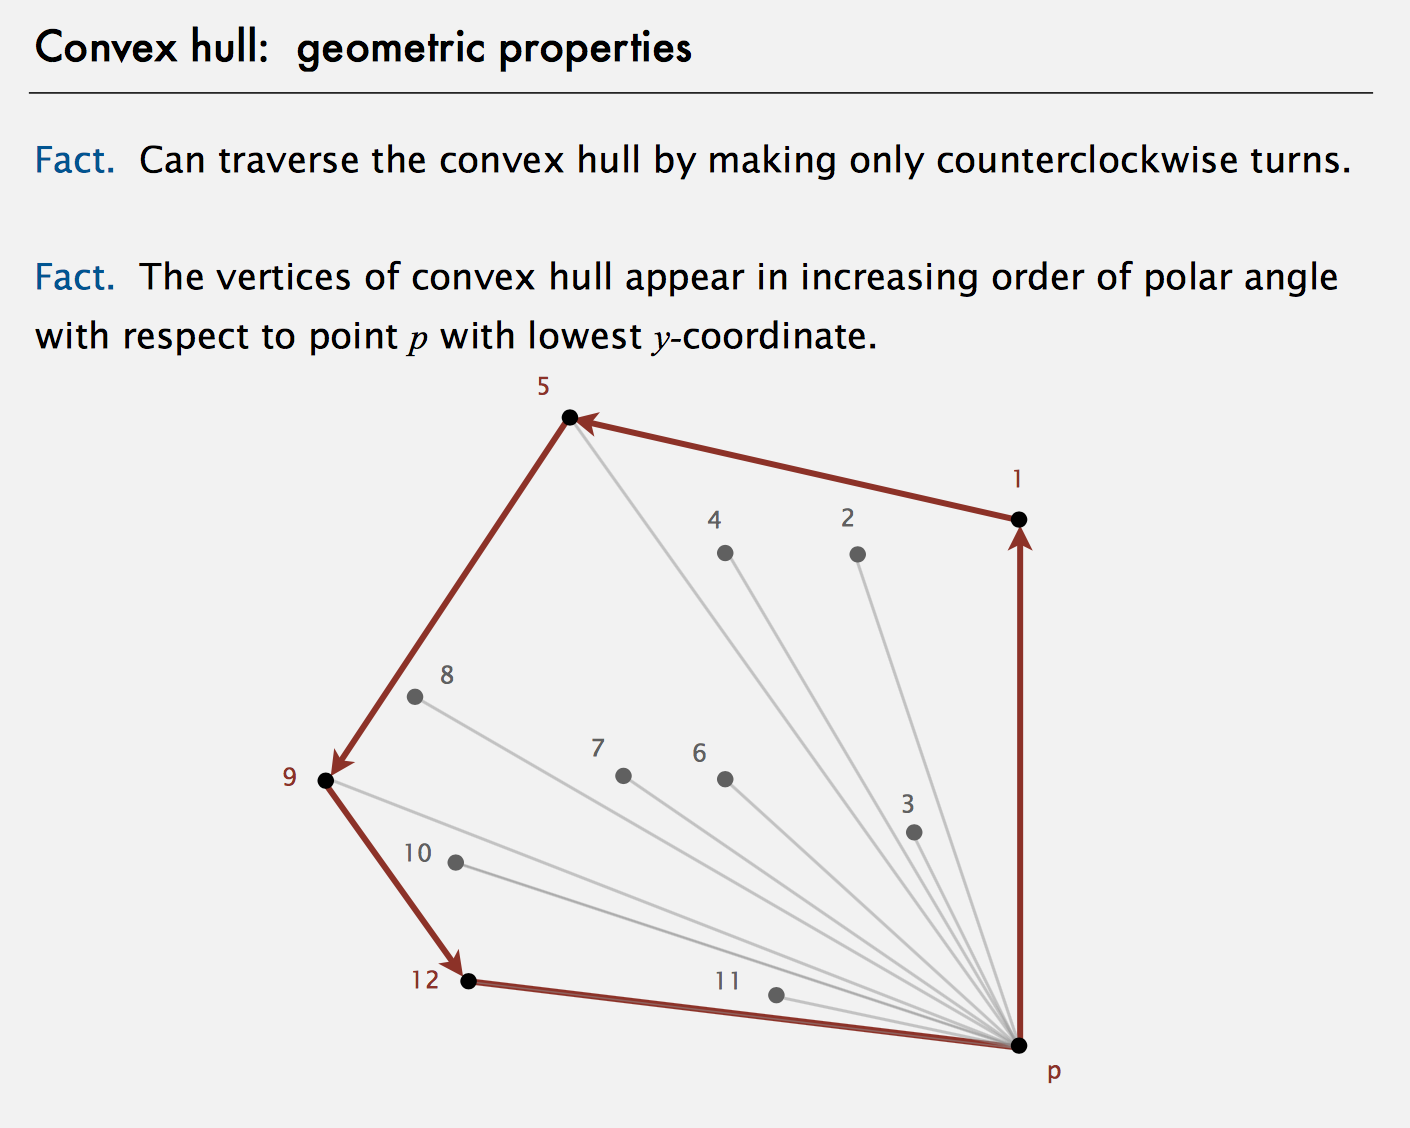 Convex hull: geometric properties
Fact. Can traverse the convex hull by making only counterclockwise turns.
Fact. The vertices of convex hull appear in increasing order of polar angle
with respect to point p with lowest y-coordinate.
5
1
4
2
8
7
6
9
3
10
12
11
p